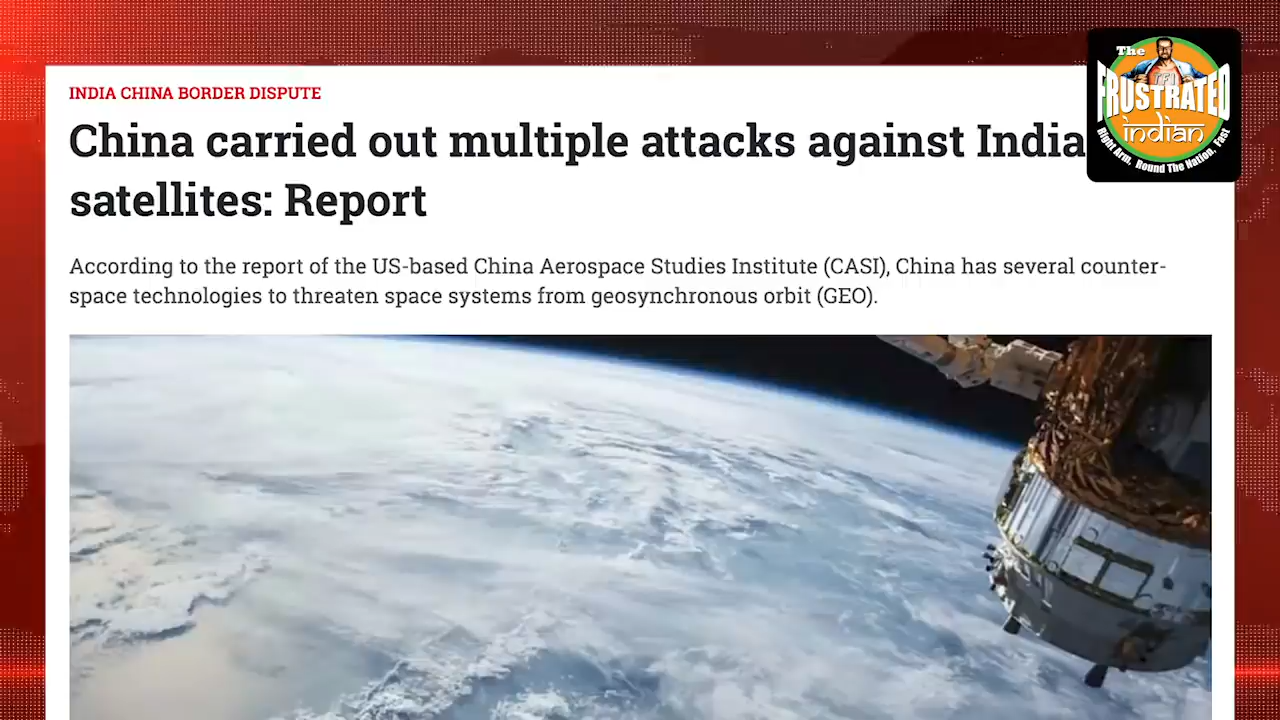 INDIA CHINA BORDER DISPUTE
China carried out multiple attacks against India
satellites: Report
According to the report of the US-based China Aerospace Studies Institute (CASI), China has several counter-
space technologies to threaten space systems from geosynchronous orbit (GEO).
The
TFI
FRUSTRATED
indian
Right Arm, Round The Nation, Fast